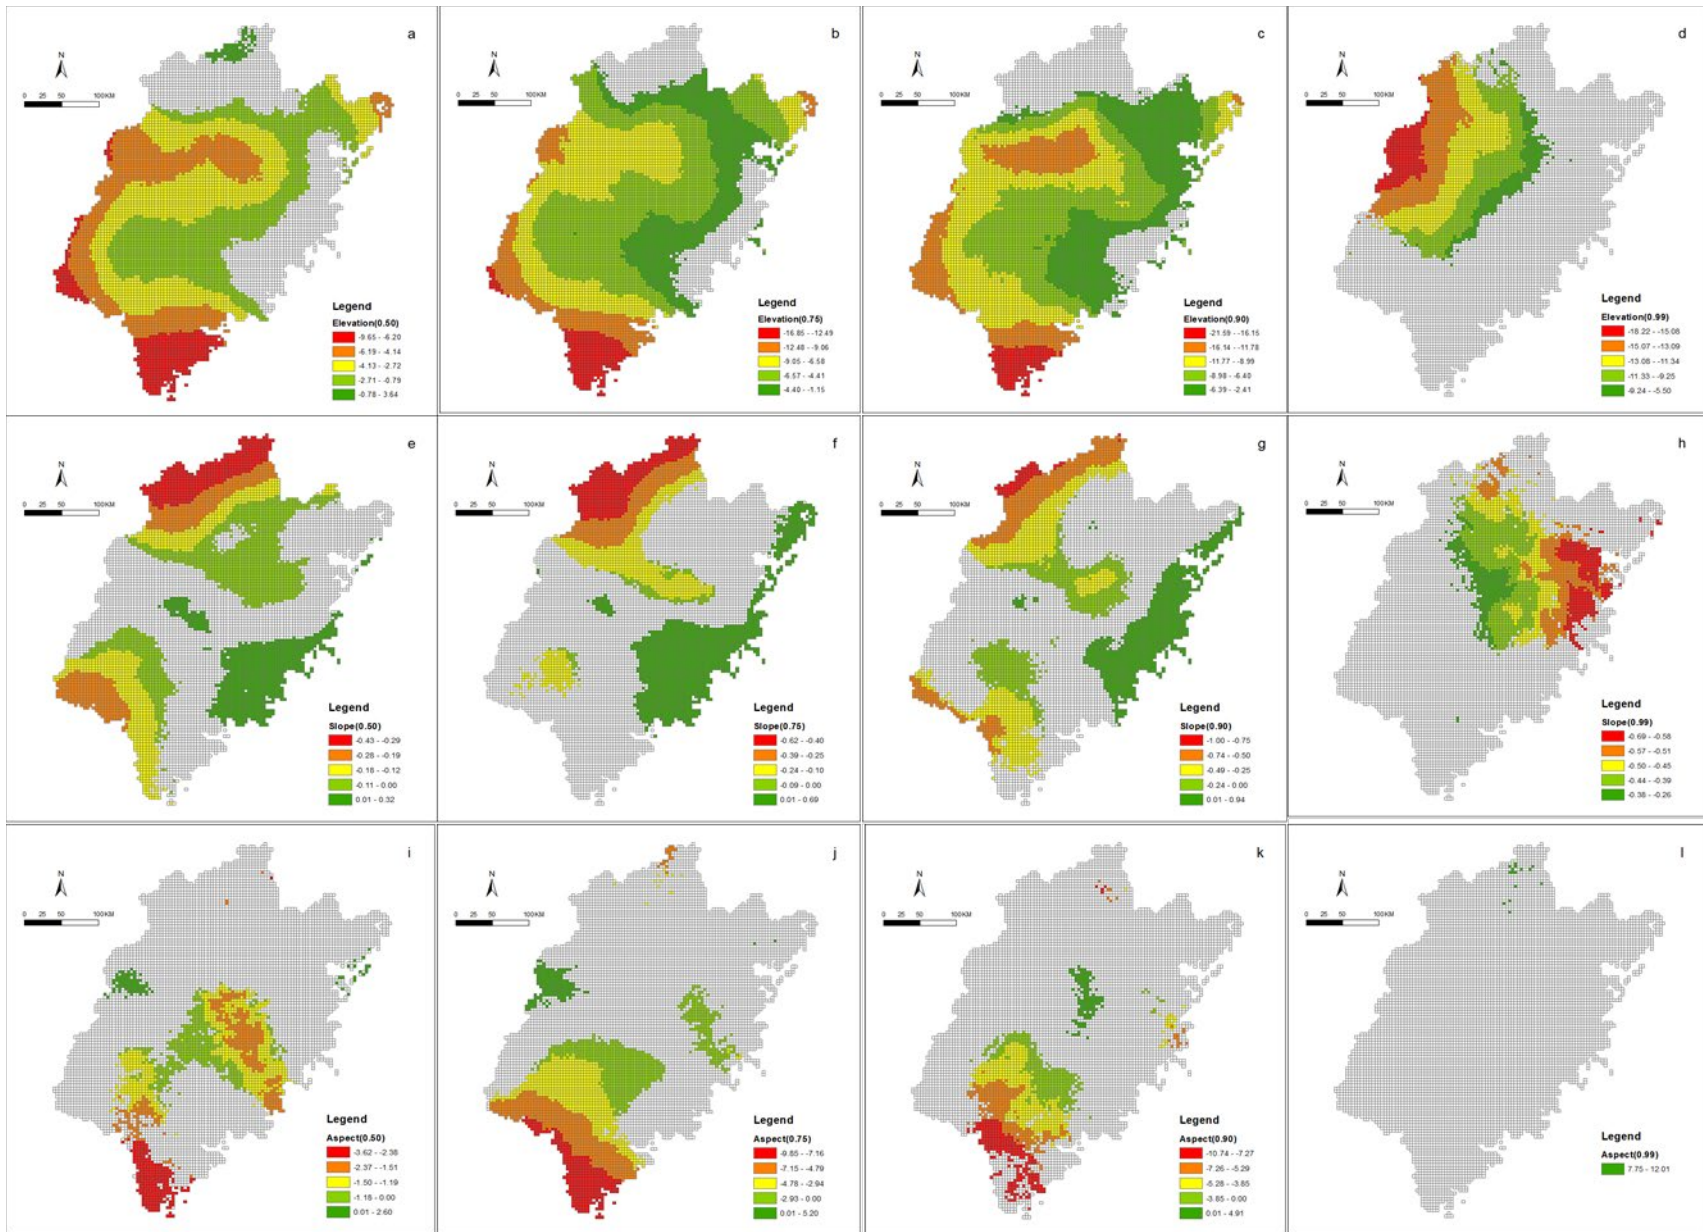 a
N
0 25 50 100KM
Legend
Elevation(0.50)
-9.65 - -6.20
-6.19 - -4.14
-4.13 - -2.72
-2.71 - -0.79
-0.78 - 3.64
b
N
0 25 50 100KM
Legend
Elevation(0.75)
-16.85 - -12.49
-12.48 - -9.06
-9.05 - -6.58
-6.57 - -4.41
-4.40 - -1.15
c
N
0 25 50 100KM
Legend
Elevation(0.90)
-21.59 - -16.15
-16.14 - -11.78
-11.77 - -8.99
-8.98 - -6.40
-6.39 - -2.41
d
N
0 25 50 100KM
Legend
Elevation(0.99)
-18.22 - -15.08
-15.07 - -13.09
-13.08 - -11.34
-11.33 - -9.25
-9.24 - -5.50
e
N
0 25 50 100KM
Legend
Slope(0.50)
-0.43 - -0.29
-0.28 - -0.19
-0.18 - -0.12
-0.11 - 0.00
0.01 - 0.32
f
N
0 25 50 100KM
Legend
Slope(0.75)
-0.62 - -0.40
-0.39 - -0.25
-0.24 - -0.10
-0.09 - 0.00
0.01 - 0.69
g
N
0 25 50 100KM
Legend
Slope(0.90)
-1.00 - -0.75
-0.74 - -0.50
-0.49 - -0.25
-0.24 - 0.00
0.01 - 0.94
h
N
0 25 50 100KM
Legend
Slope(0.99)
-0.69 - -0.58
-0.57 - -0.51
-0.50 - -0.45
-0.44 - -0.39
-0.38 - -0.26
i
N
0 25 50 100KM
Legend
Aspect(0.50)
-3.62 - -2.38
-2.37 - -1.51
-1.50 - -1.19
-1.18 - 0.00
0.01 - 2.60
j
N
0 25 50 100KM
Legend
Aspect(0.75)
-9.85 - -7.16
-7.15 - -4.79
-4.78 - -2.94
-2.93 - 0.00
0.01 - 5.20
k
N
0 25 50 100KM
Legend
Aspect(0.90)
-10.74 - -7.27
-7.26 - -5.29
-5.28 - -3.85
-3.85 - 0.00
0.01 - 4.91
l
N
0 25 50 100KM
Legend
Aspect(0.99)
7.75 - 12.01